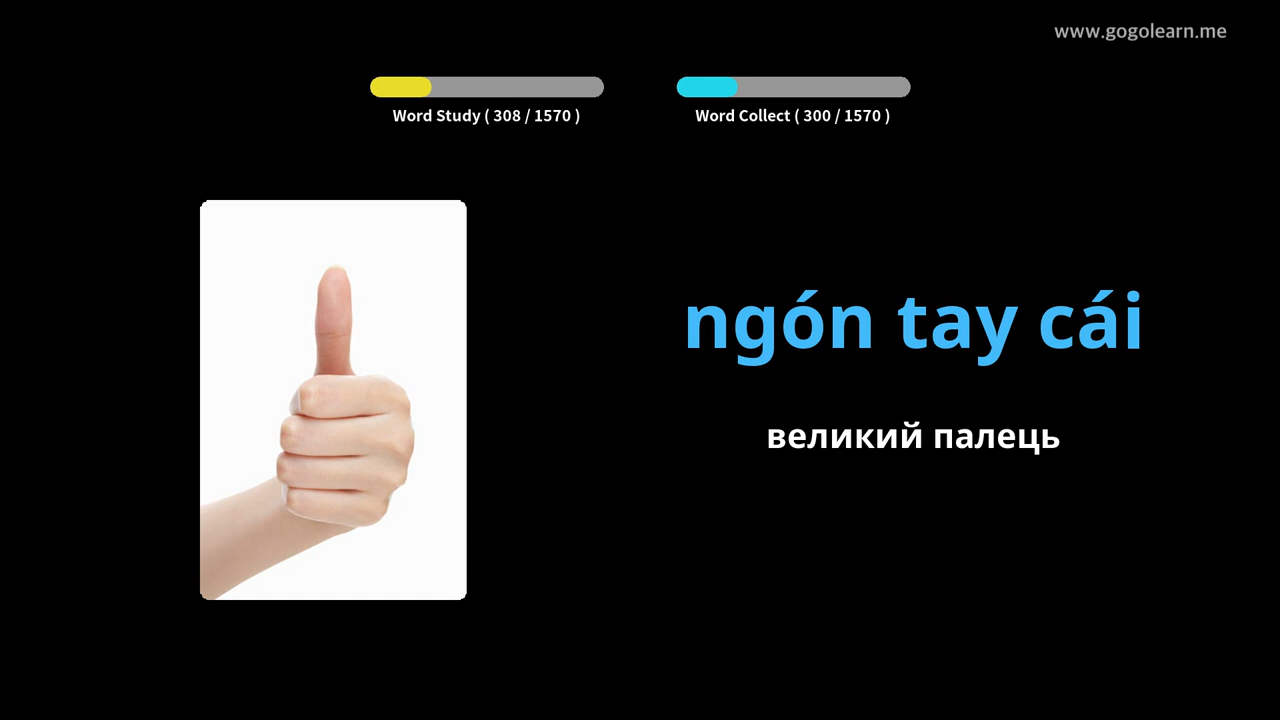 www.gogolearn.me
Word Study ( 308 / 1570 )
Word Collect ( 300 / 1570 )
ngón tay cái
великий палець